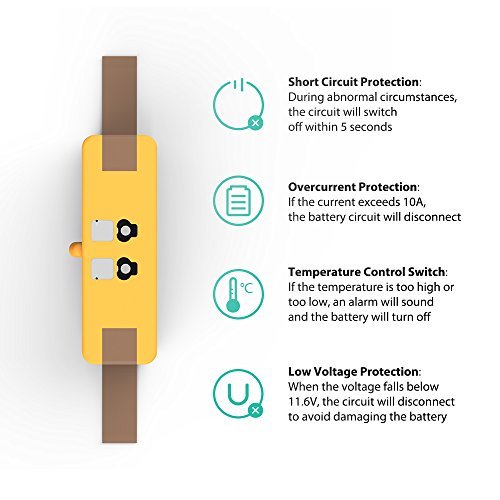 Short Circuit Protection:
During abnormal circumstances,
the circuit will switch
off within 5 seconds
Overcurrent Protection:
If the current exceeds 10A,
the battery circuit will disconnect
°C
Temperature Control Switch:
If the temperature is too high or
too low, an alarm will sound
and the battery will turn off
U
Low Voltage Protection:
When the voltage falls below
11.6V, the circuit will disconnect
to avoid damaging the battery